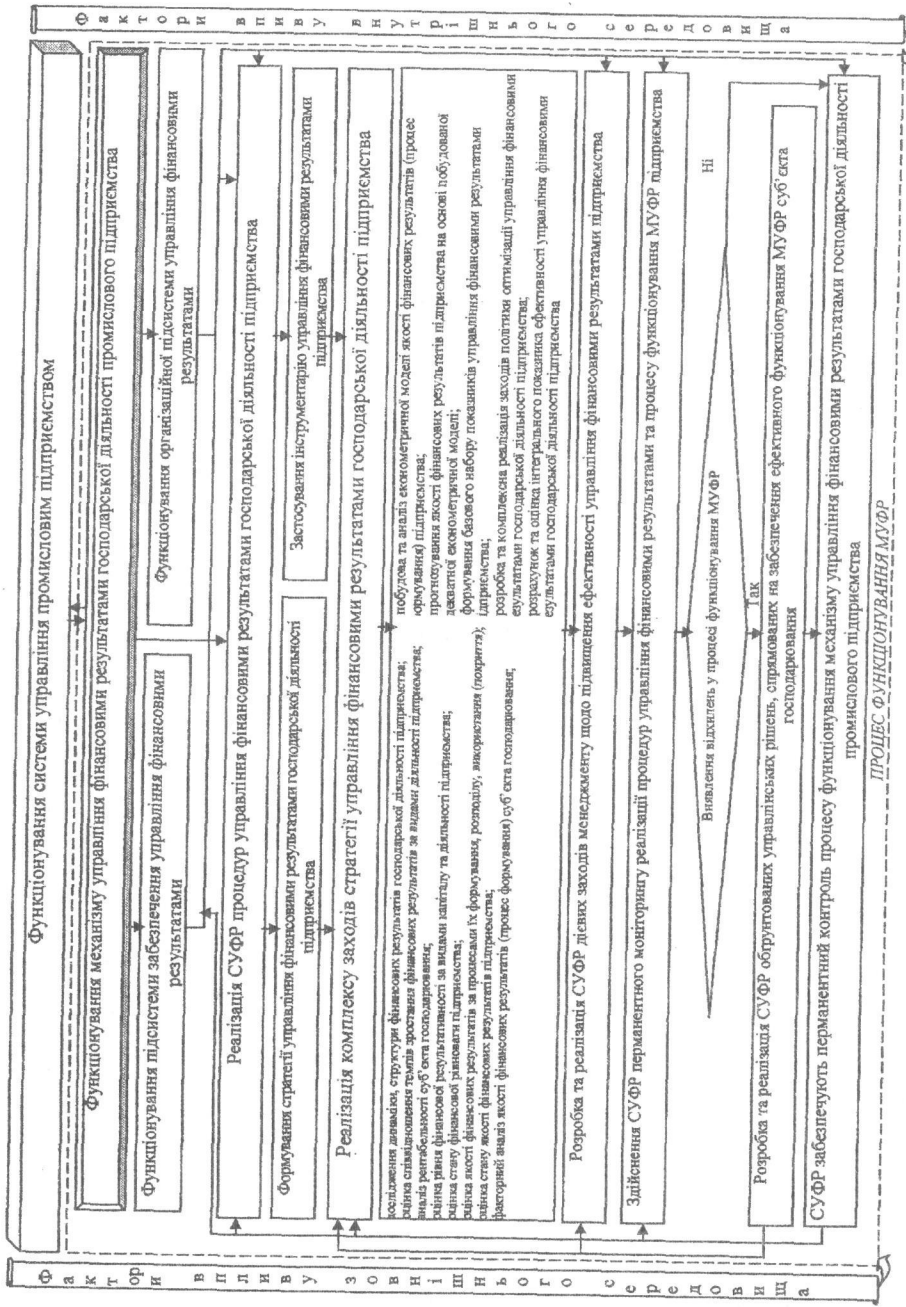 Функціонування системи управління промисловим підприємством
Функціонування механізму управління фінансовими результатами господарської діяльності промислового підприємства
Функціонування підсистеми забезпечення управління фінансовими
результатами
Функціонування організаційної підсистеми управління фінансовими
результатами
Реалізація СУФР процедур управління фінансовими результатами господарської діяльності підприємства
Формування стратегії управління фінансовими результатами господарської діяльності
підприємства
Застосування інструментарію управління фінансовими результатами
підприємства
Реалізація комплексу заходів стратегії управління фінансовими результатами господарської діяльності підприємства
ослідження динаміки, структури фінансових результатів господарської діяльності підприємства;
оцінка співвідношення темпів зростання фінансових результатів за видами діяльності підприємства;
аналіз рентабельності суб'єкта господарювання;
оцінка рівня фінансової результативності за видами капіталу та діяльності підприємства;
оцінка стану фінансової рівноваги підприємства;
оцінка якості фінансових результатів за процесами їх формування, розподілу, використання (покриття);
оцінка стану якості фінансових результатів підприємства;
факторний аналіз якості фінансових результатів (процес формування) суб'єкта господарювання;
побудова та аналіз економетричної моделі якості фінансових результатів (процес
ормування) підприємства;
прогнозування якості фінансових результатів підприємства на основі побудованої
декватної економетричної моделі;
формування базового набору показників управління фінансовими результатами
ідприємства;
розробка та комплексна реалізація заходів політики оптимізації управління фінансовими
езультатами господарської діяльності підприємства;
розрахунок та оцінка інтегрального показника ефективності управління фінансовими
езультатами господарської діяльності підприємства
Розробка та реалізація СУФР дієвих заходів менеджменту щодо підвищення ефективності управління фінансовими результатами підприємства
Здійснення СУФР перманентного моніторингу реалізації процедур управління фінансовими результатами та процесу функціонування МУФР підприємства
Виявлення відхилень у процесі функціонування МУФР
Ні
Так
Розробка та реалізація СУФР обґрунтованих управлінських рішень, спрямованих на забезпечення ефективного функціонування МУФР суб'єкта
господарювання
СУФР забезпечують перманентний контроль процесу функціонування механізму управління фінансовими результатами господарської діяльності
промислового підприємства
ПРОЦЕС ФУНКЦІОНУВАННЯ МУФР
Фактори впливу зовнішнього середовища
Фактори впливу внутрішнього середовища